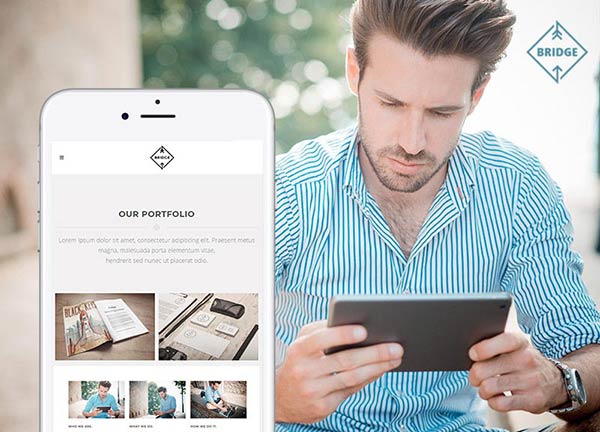 BRIDGE
BRIDGE
OUR PORTFOLIO
Lorem ipsum dolor sit amet, consectetur adipiscing elit. Praesent metus
magna, malesuada porta elementum vitae,
hendrerit sed nunc ut placerat odio.
WHO WE ARE.
WHAT WE DO.
HOW WE DO IT.